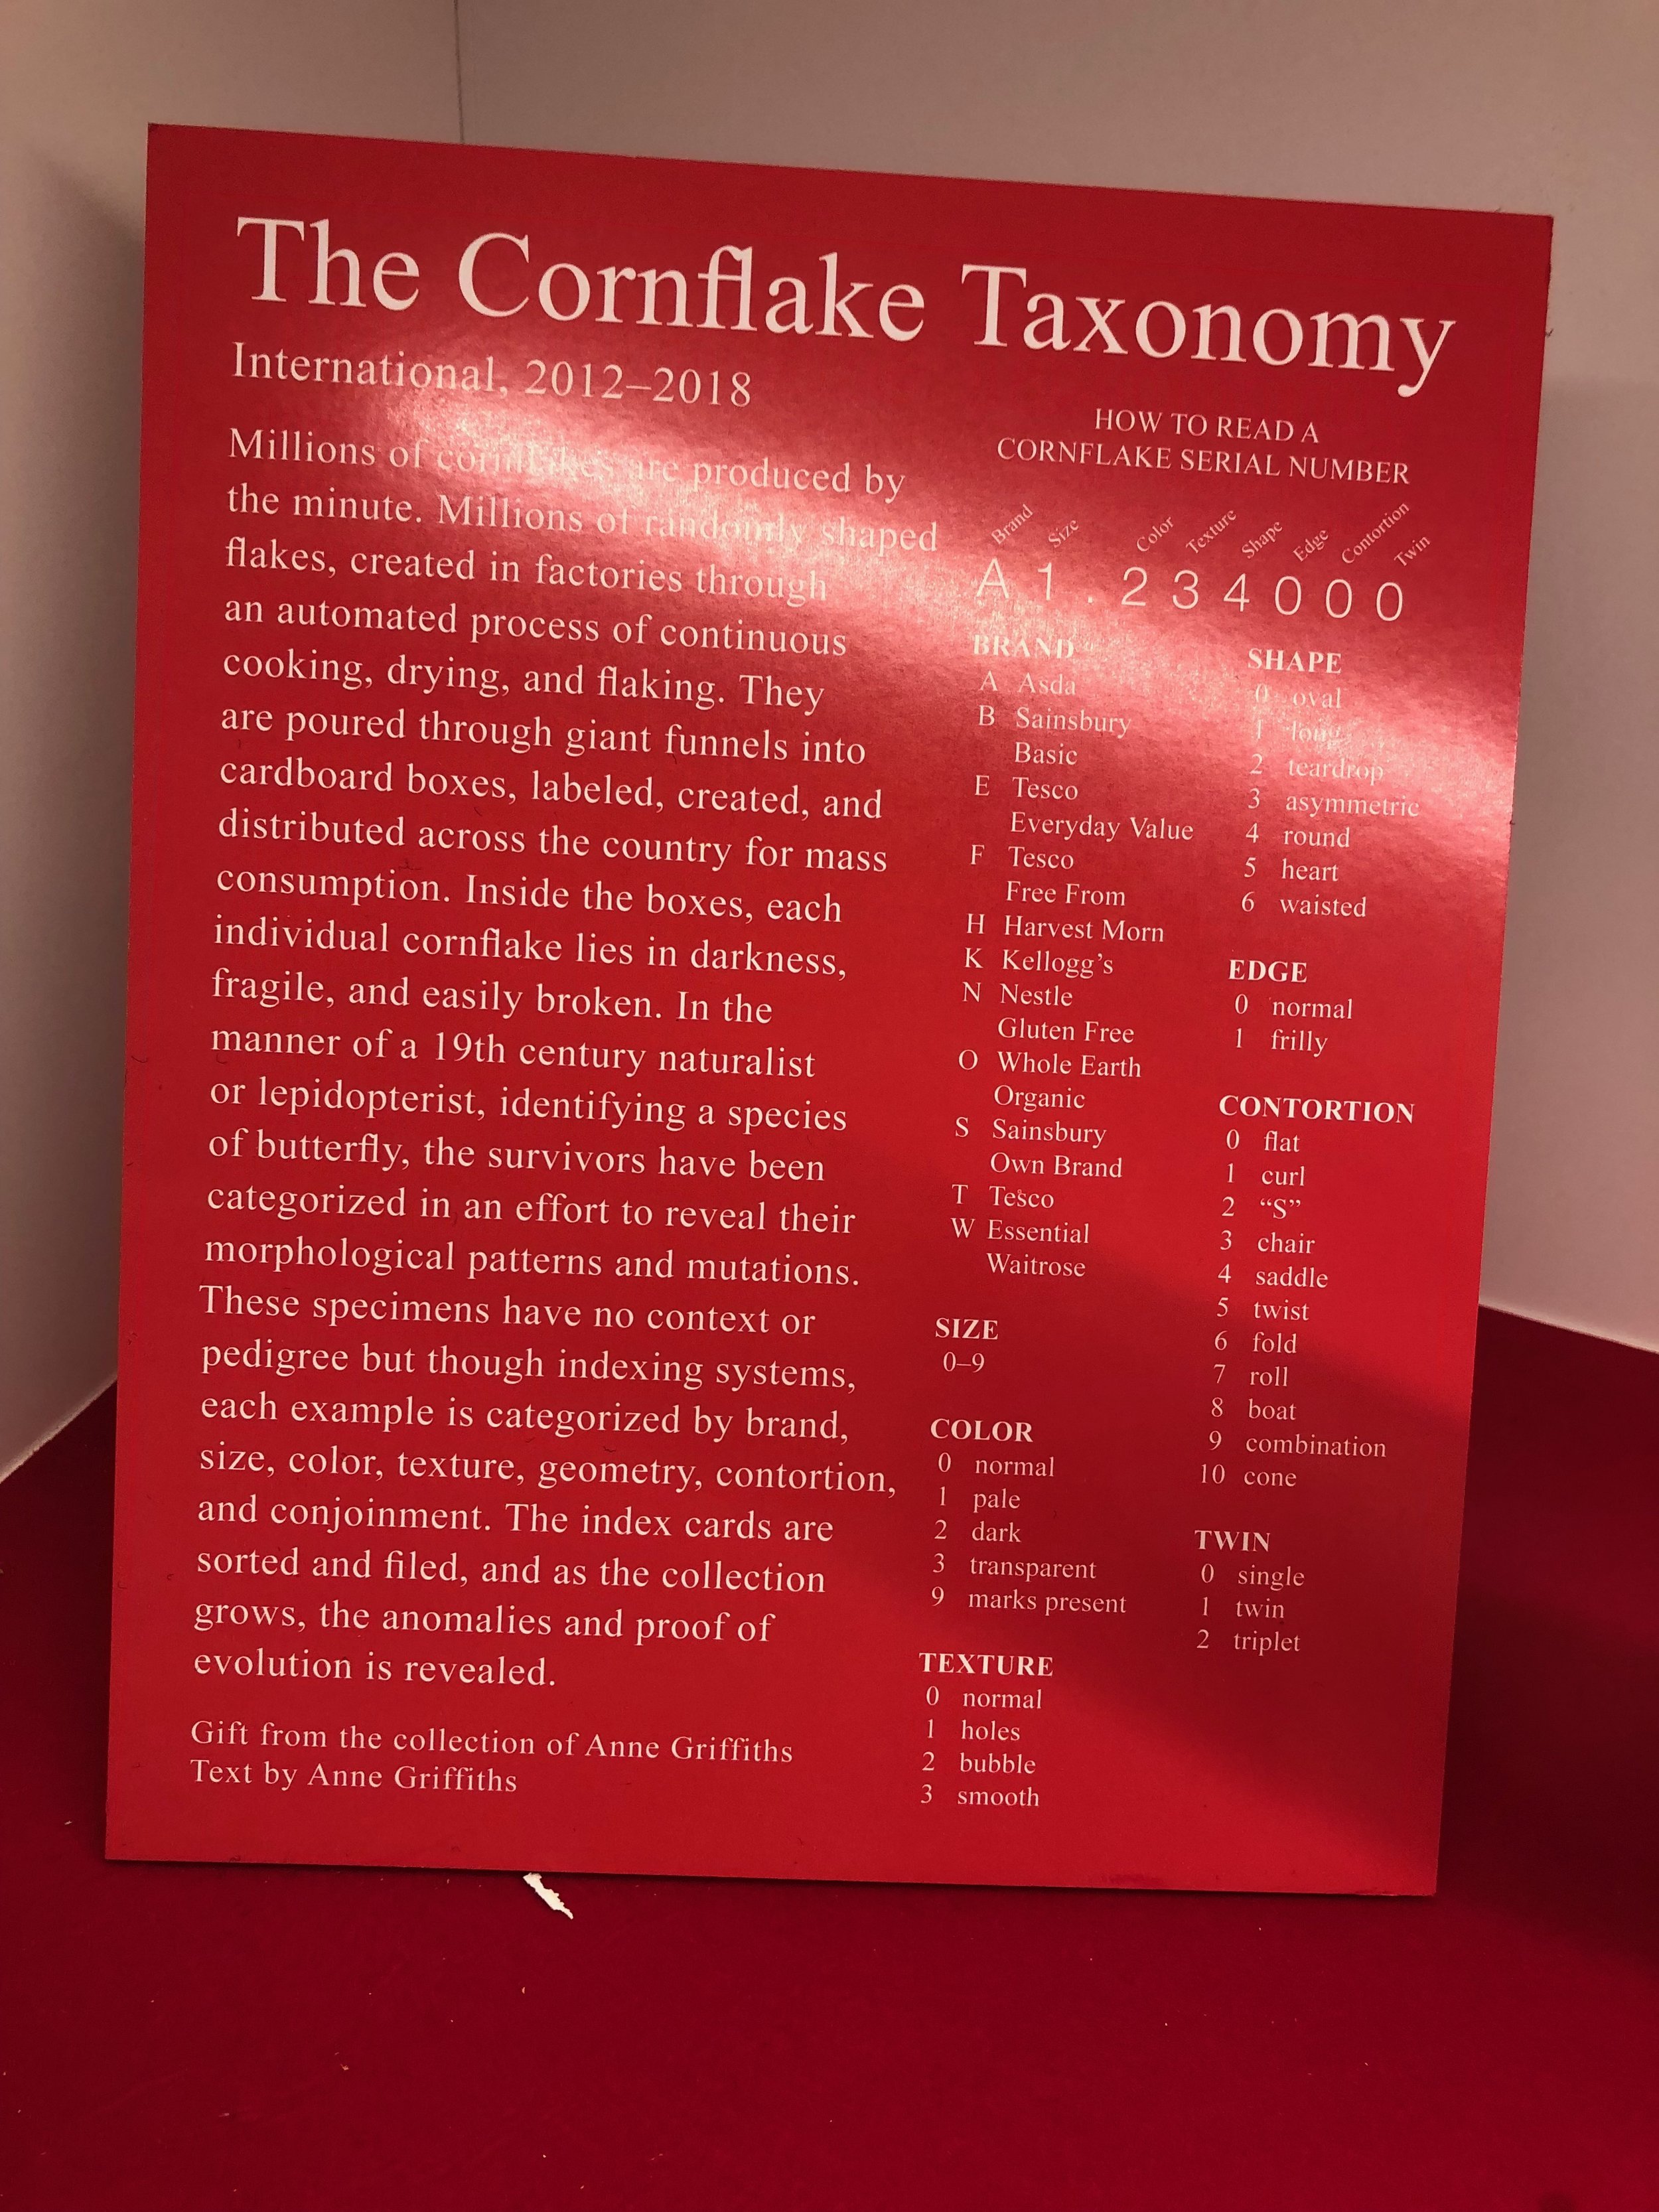 The Cornflake Taxonomy
International, 2012–2018
Millions of cornflakes are produced by
the minute. Millions of randomly shaped
flakes, created in factories through
an automated process of continuous
cooking, drying, and flaking. They
are poured through giant funnels into
cardboard boxes, labeled, created, and
distributed across the country for mass
consumption. Inside the boxes, each
individual cornflake lies in darkness,
fragile, and easily broken. In the
manner of a 19th century naturalist
or lepidopterist, identifying a species
of butterfly, the survivors have been
categorized in an effort to reveal their
morphological patterns and mutations.
These specimens have no context or
pedigree but though indexing systems,
each example is categorized by brand,
size, color, texture, geometry, contortion,
and conjoinment. The index cards are
sorted and filed, and as the collection
grows, the anomalies and proof of
evolution is revealed.
Gift from the collection of Anne Griffiths
Text by Anne Griffiths
HOW TO READ A
CORNFLAKE SERIAL NUMBER
Brand Size Color Texture Shape Edge Contortion Twin
A 1 . 2 3 4 0 0 0
BRAND
A Asda
B Sainsbury
Basic
E Tesco
Everyday Value
F Tesco
Free From
H Harvest Morn
K Kellogg's
N Nestle
Gluten Free
O Whole Earth
Organic
S Sainsbury
Own Brand
T Tesco
W Essential
Waitrose
SIZE
0–9
COLOR
0 normal
1 pale
2 dark
3 transparent
9 marks present
TEXTURE
0 normal
1 holes
2 bubble
3 smooth
SHAPE
0 oval
1 long
2 teardrop
3 asymmetric
4 round
5 heart
6 waisted
EDGE
0 normal
1 frilly
CONTORTION
0 flat
1 curl
2 “S”
3 chair
4 saddle
5 twist
6 fold
7 roll
8 boat
9 combination
10 cone
TWIN
0 single
1 twin
2 triplet